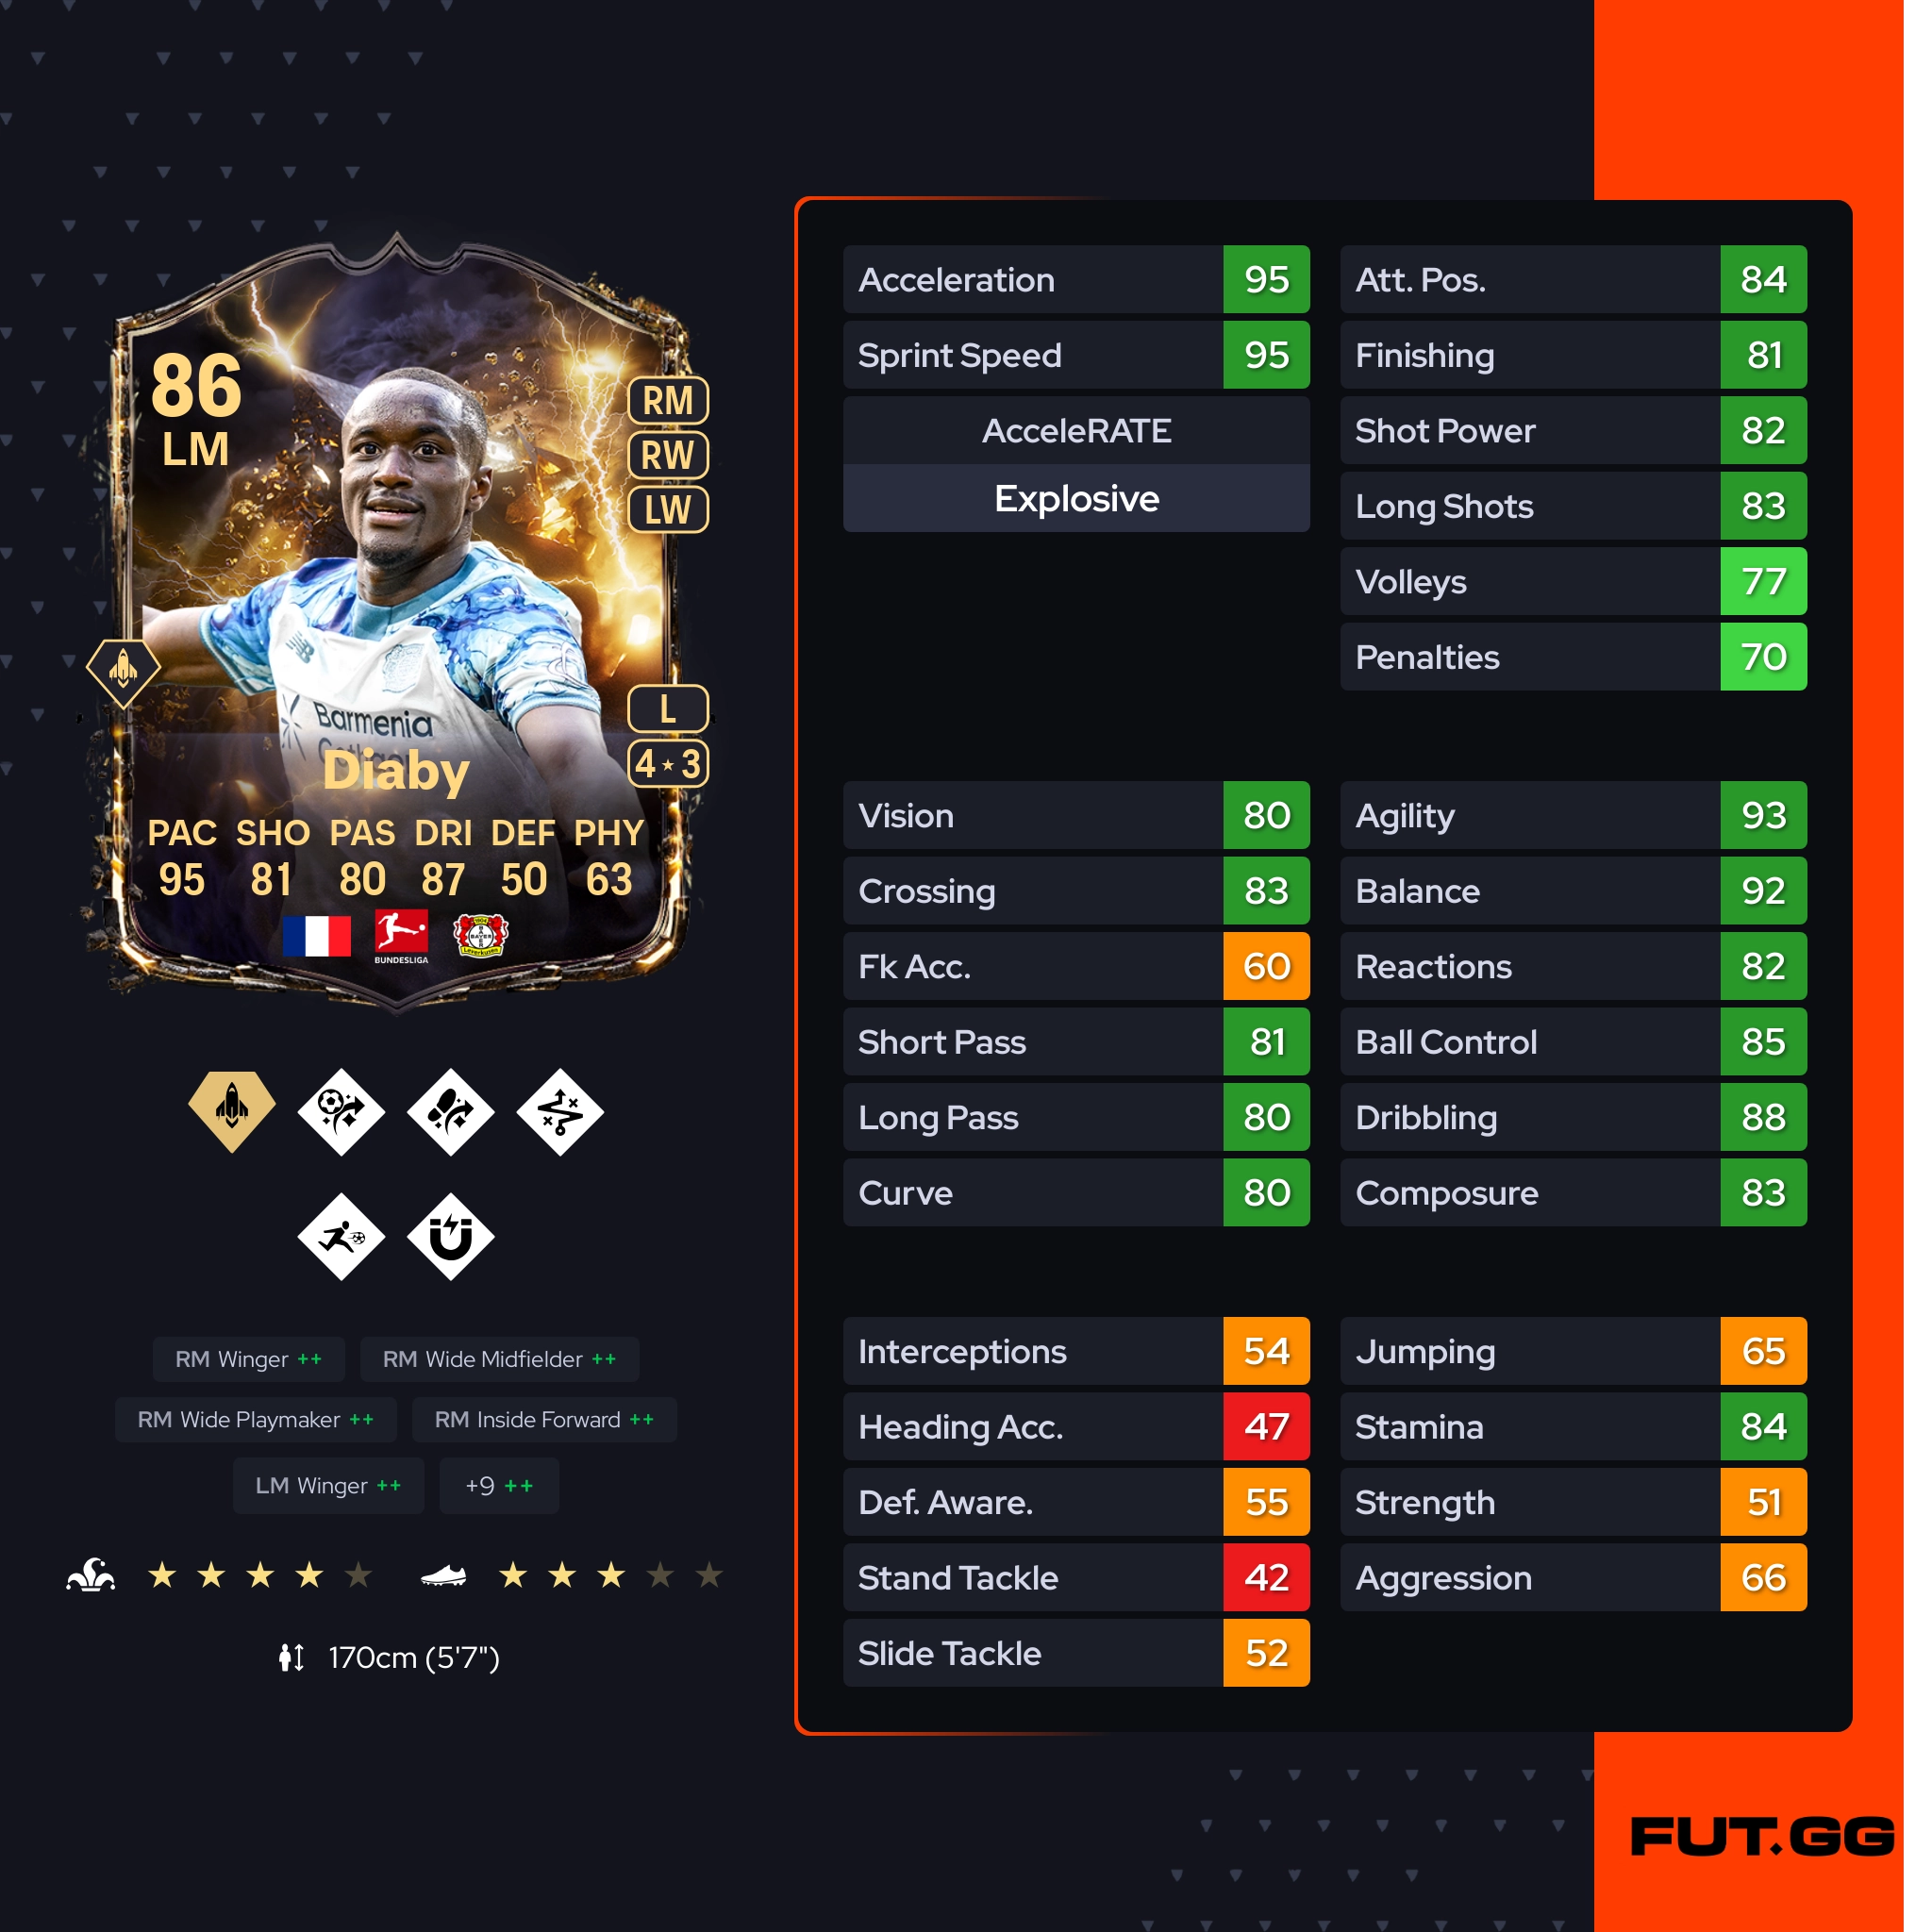 86
LM
RM
RW
LW
Barmenia
L
4 ★ 3
Diaby
PAC SHO PAS DRI DEF PHY
95 81 80 87 50 63
BUNDESLIGA
RM Winger ++
RM Wide Midfielder ++
RM Wide Playmaker ++
RM Inside Forward ++
LM Winger ++
+9 ++
170cm (5'7")
Acceleration 95
Sprint Speed 95
AcceleRATE
Explosive
Att. Pos. 84
Finishing 81
Shot Power 82
Long Shots 83
Volleys 77
Penalties 70
Vision 80
Crossing 83
Fk Acc. 60
Short Pass 81
Long Pass 80
Curve 80
Agility 93
Balance 92
Reactions 82
Ball Control 85
Dribbling 88
Composure 83
Interceptions 54
Heading Acc. 47
Def. Aware. 55
Stand Tackle 42
Slide Tackle 52
Jumping 65
Stamina 84
Strength 51
Aggression 66
FUT.GG